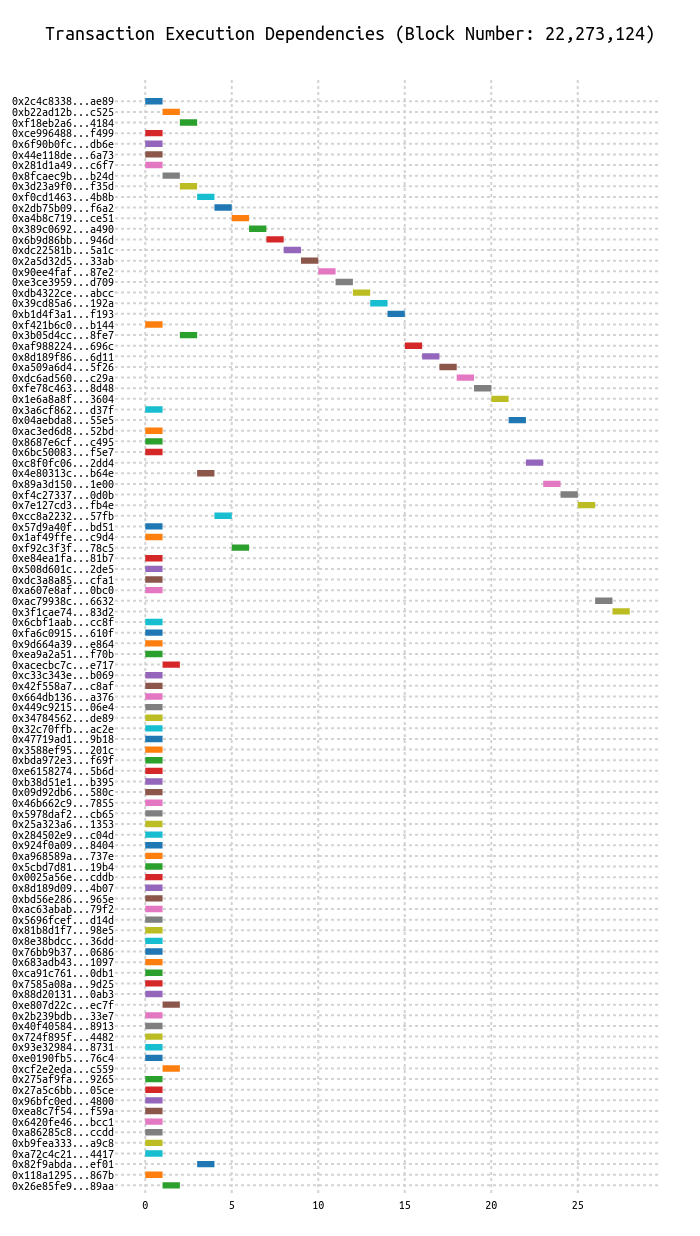 Transaction Execution Dependencies (Block Number: 22,273,124)
0x2c4c8338...ae89
0xb22ad12b...c525
0xf18eb2a6...4184
0xce996488...f499
0x6f90b0fc...db6e
0x44e118de...6a73
0x281d1a49...c6f7
0x8fcaec9b...b24d
0x3d23a9f0...f35d
0xf0cd1463...4b8b
0x2db75b09...f6a2
0xa4b8c719...ce51
0x389c0692...a490
0x6b9d86bb...946d
0xdc22581b...5a1c
0x2a5d32d5...33ab
0x90ee4faf...87e2
0xe3ce3959...d709
0xdb4322ce...abcc
0x39cd85a6...192a
0xb1d4f3a1...f193
0xf421b6c0...b144
0x3b05d4cc...8fe7
0xaf988224...696c
0x8d189f86...6d11
0xa509a6d4...5f26
0xdc6ad560...c29a
0xfe78c463...8d48
0x1e6a8a8f...3604
0x3a6cf862...d37f
0x04aebda8...55e5
0xac3ed6d8...52bd
0x8687e6cf...c495
0x6bc50083...f5e7
0xc8f0fc06...2dd4
0x4e80313c...b64e
0x89a3d150...1e00
0xf4c27337...0d0b
0x7e127cd3...fb4e
0xcc8a2232...57fb
0x57d9a40f...bd51
0x1af49ffe...c9d4
0xf92c3f3f...78c5
0xe84ea1fa...81b7
0x508d601c...2de5
0xdc3a8a85...cfa1
0xa607e8af...0bc0
0xac79938c...6632
0x3f1cae74...83d2
0x6cbf1aab...cc8f
0xfa6c0915...610f
0x9d664a39...e864
0xea9a2a51...f70b
0xacecbc7c...e717
0xc33c343e...b069
0x42f558a7...c8af
0x664db136...a376
0x449c9215...06e4
0x34784562...de89
0x32c70ffb...ac2e
0x47719ad1...9b18
0x3588ef95...201c
0xbda972e3...f69f
0xe6158274...5b6d
0xb38d51e1...b395
0x09d92db6...580c
0x46b662c9...7855
0x5978daf2...cb65
0x25a323a6...1353
0x284502e9...c04d
0x924f0a09...8404
0xa968589a...737e
0x5cbd7d81...19b4
0x0025a56e...cddb
0x8d189d09...4b07
0xbd56e286...965e
0xac63abab...79f2
0x5696fcef...d14d
0x81b8d1f7...98e5
0x8e38bdcc...36dd
0x76bb9b37...0686
0x683adb43...1097
0xca91c761...0db1
0x7585a08a...9d25
0x88d20131...0ab3
0xe807d22c...ec7f
0x2b239bdb...33e7
0x40f40584...8913
0x724f895f...4482
0x93e32984...8731
0xe0190fb5...76c4
0xcf2e2eda...c559
0x275af9fa...9265
0x27a5c6bb...05ce
0x96bfc0ed...4800
0xea8c7f54...f59a
0x6420fe46...bcc1
0xa86285c8...ccdd
0xb9fea333...a9c8
0xa72c4c21...4417
0x82f9abda...ef01
0x118a1295...867b
0x26e85fe9...89aa
0 5 10 15 20 25